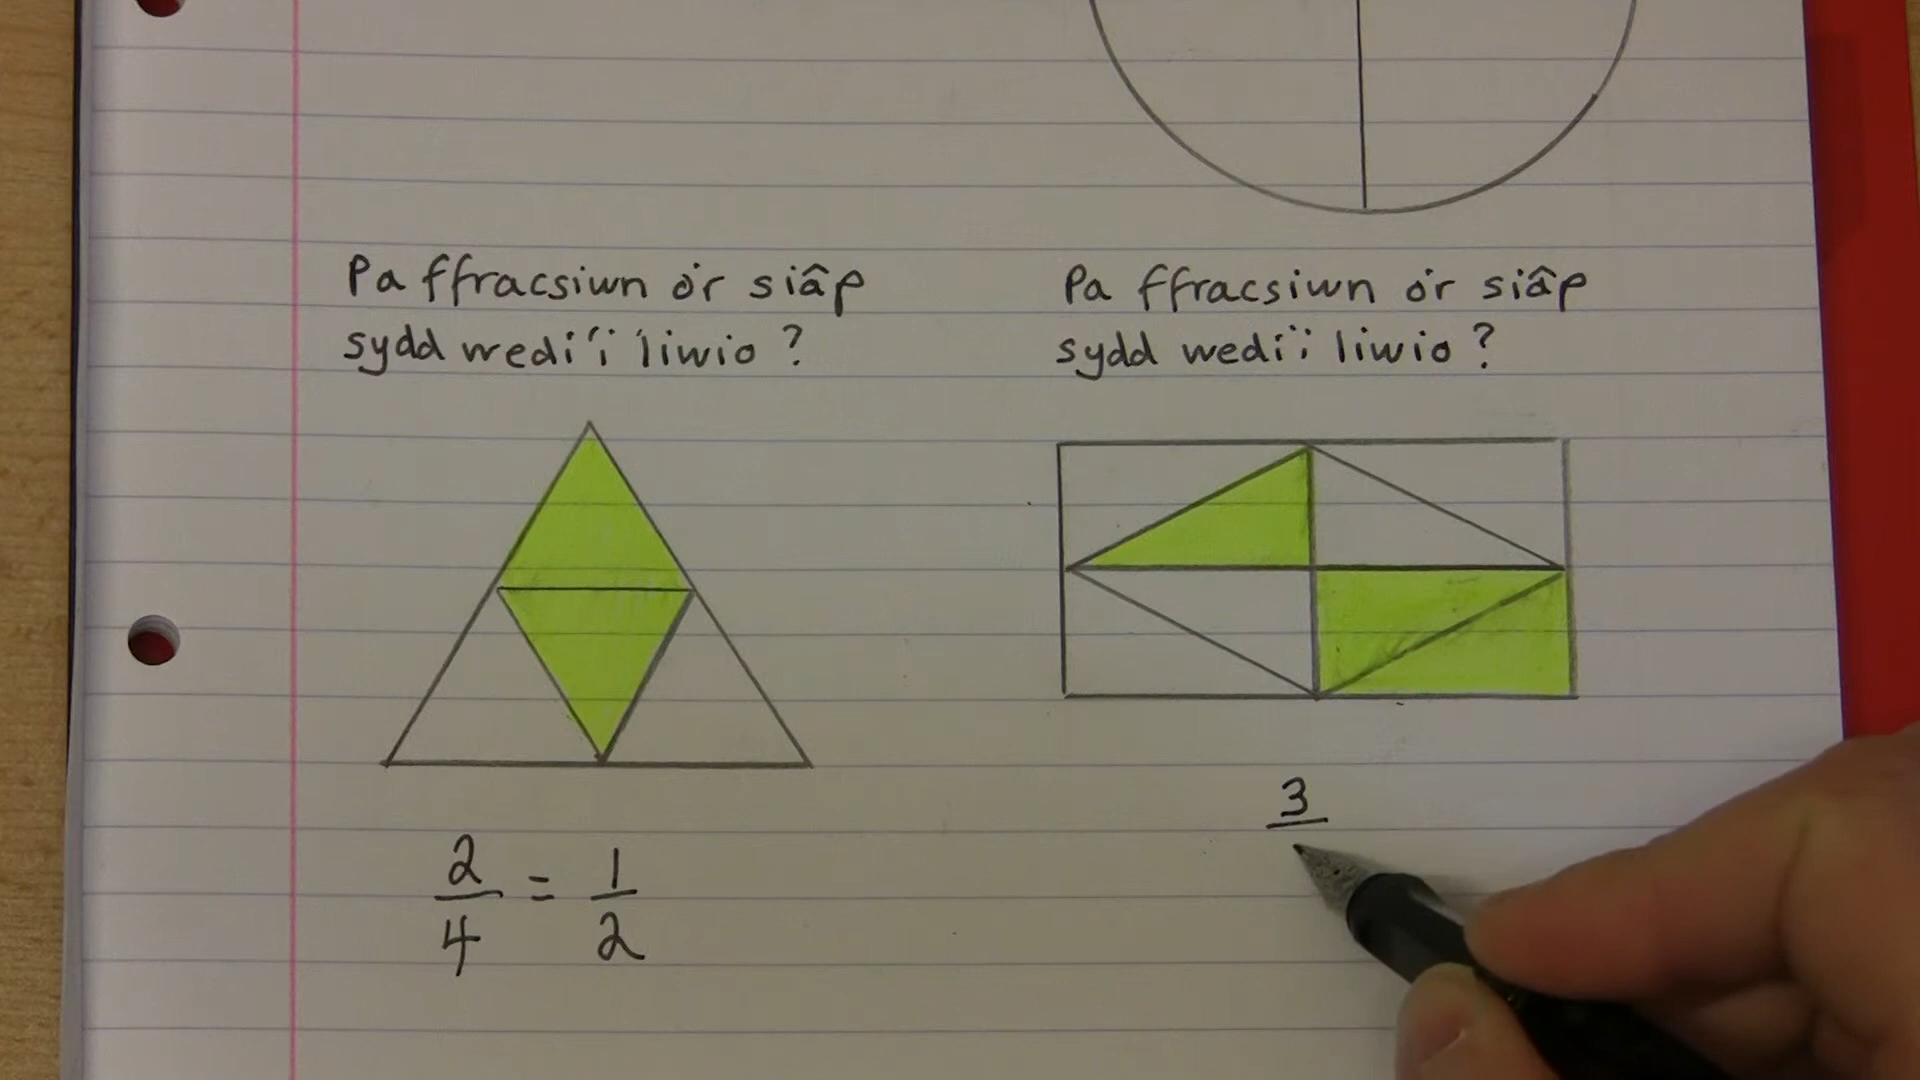 Pa ffracsiwn o'r siâp
sydd wedi'i liwio?
2/4 = 1/2
Pa ffracsiwn o'r siâp
sydd wedi'i liwio?
3